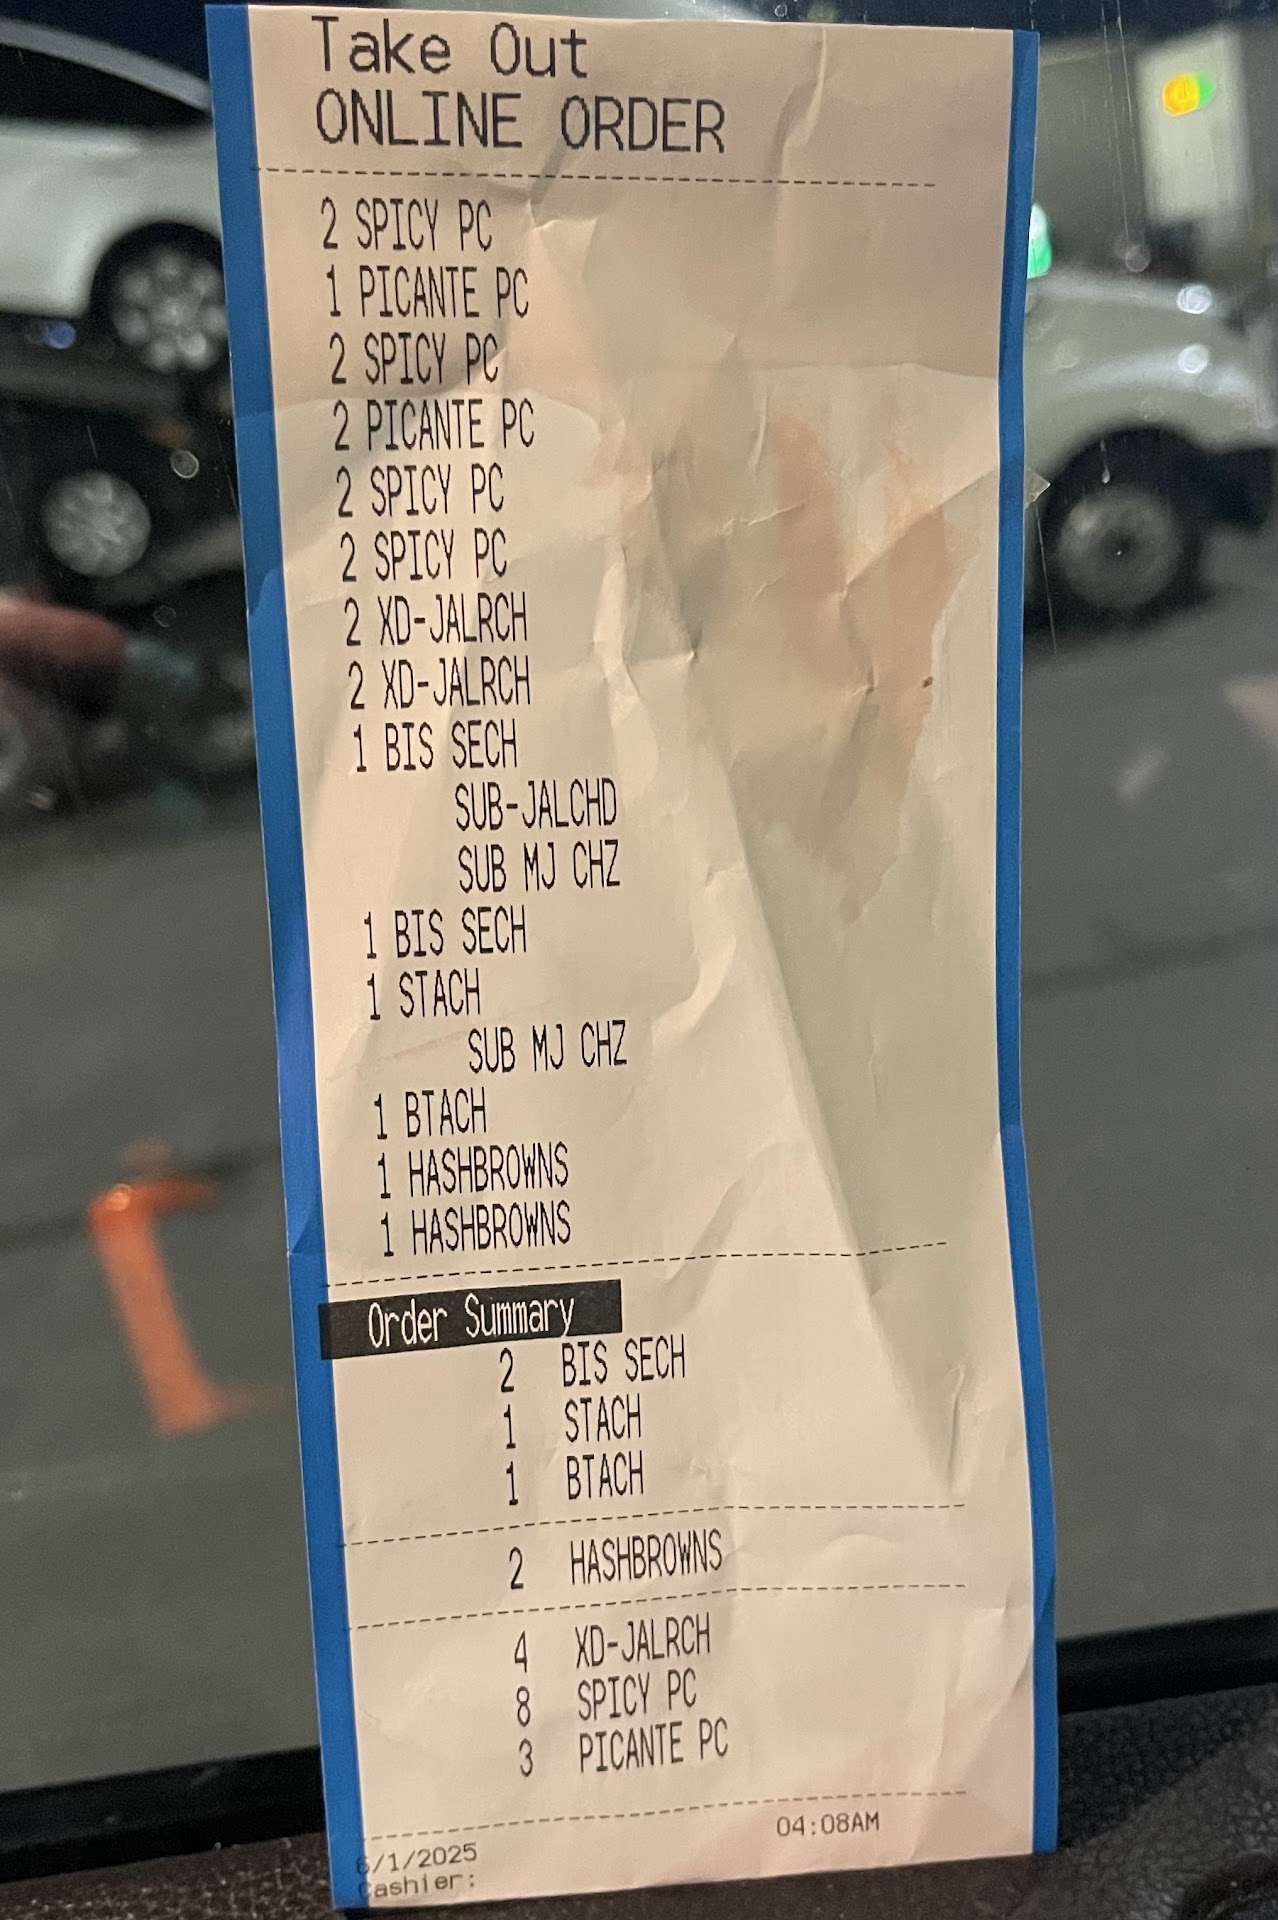 Take Out
ONLINE ORDER
2 SPICY PC
1 PICANTE PC
2 SPICY PC
2 PICANTE PC
2 SPICY PC
2 SPICY PC
2 XD-JALRCH
2 XD-JALRCH
1 BIS SECH
SUB-JALCHD
SUB MJ CHZ
1 BIS SECH
1 STACH
SUB MJ CHZ
1 BTACH
1 HASHBROWNS
1 HASHBROWNS
Order Summary
2 BIS SECH
1 STACH
1 BTACH
2 HASHBROWNS
4 XD-JALRCH
8 SPICY PC
3 PICANTE PC
6/1/2025 04:08AM
Cashier: